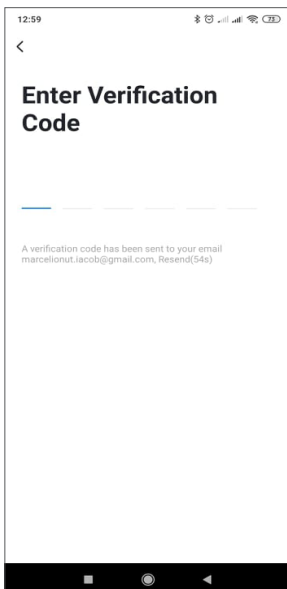 12:59
73
Enter Verification
Code
A verification code has been sent to your email
marcelionut.iacob@gmail.com, Resend(54s)